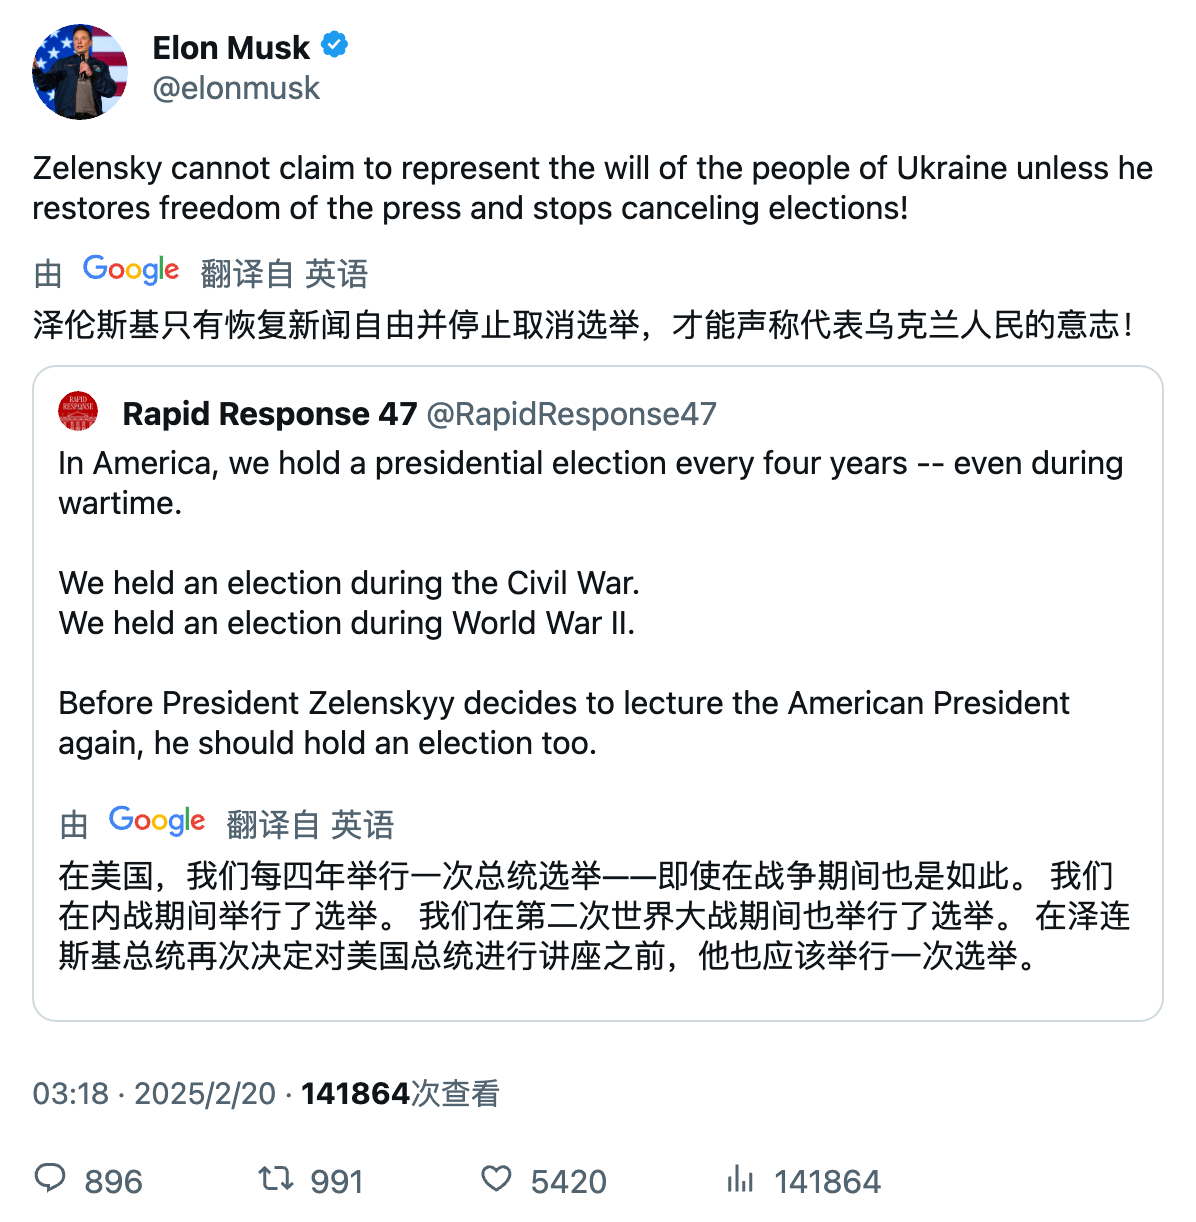 Elon Musk
@elonmusk
Zelensky cannot claim to represent the will of the people of Ukraine unless he
restores freedom of the press and stops canceling elections!
由 Google 翻译自 英语
泽伦斯基只有恢复新闻自由并停止取消选举，才能声称代表乌克兰人民的意志！
RAPID
RESPONSE
Rapid Response 47 @RapidResponse47
In America, we hold a presidential election every four years -- even during
wartime.
We held an election during the Civil War.
We held an election during World War II.
Before President Zelenskyy decides to lecture the American President
again, he should hold an election too.
由 Google 翻译自 英语
在美国，我们每四年举行一次总统选举——即使在战争期间也是如此。 我们
在内战期间举行了选举。 我们在第二次世界大战期间也举行了选举。 在泽连
斯基总统再次决定对美国总统进行讲座之前，他也应该举行一次选举。
03:18 · 2025/2/20 · 141864次查看
896 991 5420 141864